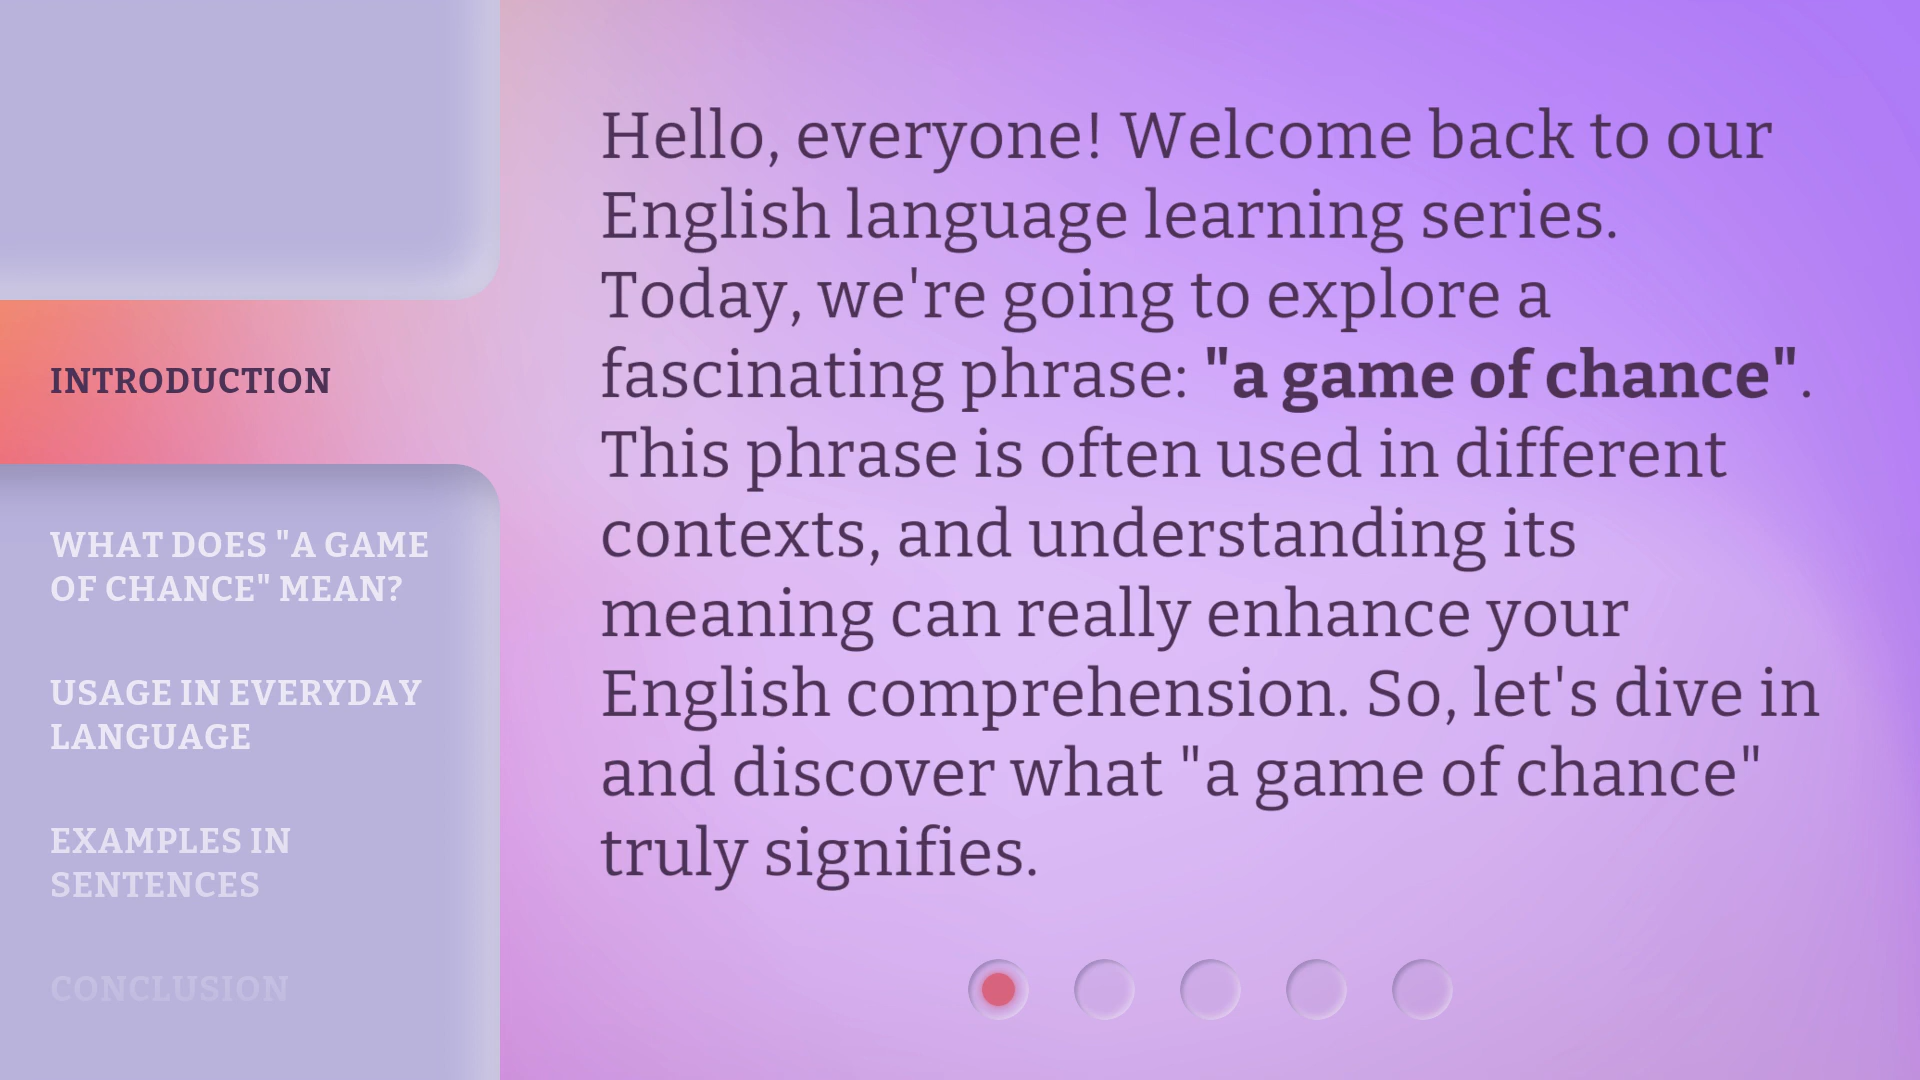 INTRODUCTION
WHAT DOES "A GAME
OF CHANCE" MEAN?
USAGE IN EVERYDAY
LANGUAGE
EXAMPLES IN
SENTENCES
CONCLUSION
Hello, everyone! Welcome back to our
English language learning series.
Today, we're going to explore a
fascinating phrase: "a game of chance".
This phrase is often used in different
contexts, and understanding its
meaning can really enhance your
English comprehension. So, let's dive in
and discover what "a game of chance"
truly signifies.